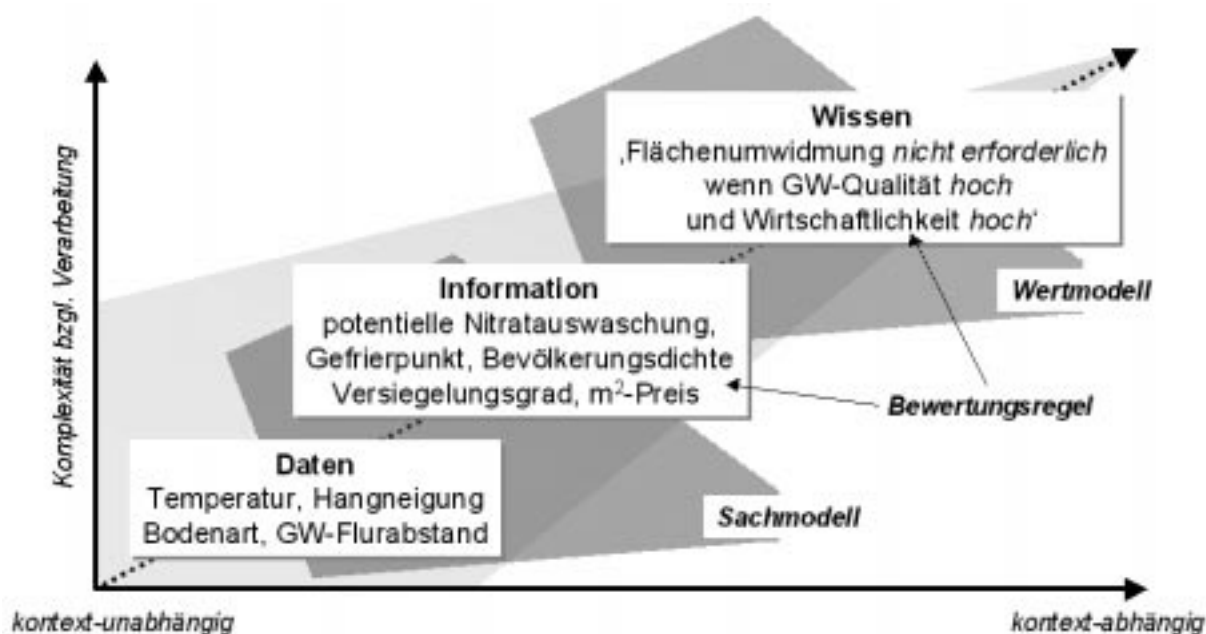 Komplexität bzgl. Verarbeitung
Wissen
‚Flächenumwidmung nicht erforderlich
wenn GW-Qualität hoch
und Wirtschaftlichkeit hoch‘
Wertmodell
Information
potentielle Nitratauswaschung,
Gefrierpunkt, Bevölkerungsdichte
Versiegelungsgrad, m²-Preis
Bewertungsregel
Daten
Temperatur, Hangneigung
Bodenart, GW-Flurabstand
Sachmodell
kontext-unabhängig
kontext-abhängig